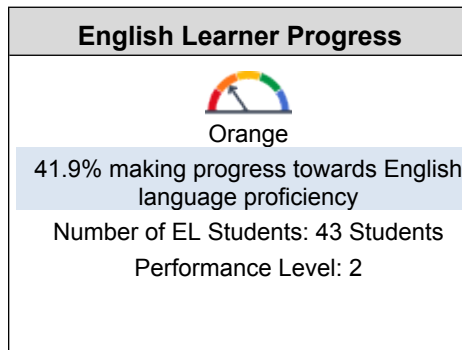 English Learner Progress
Orange
41.9% making progress towards English
language proficiency
Number of EL Students: 43 Students
Performance Level: 2